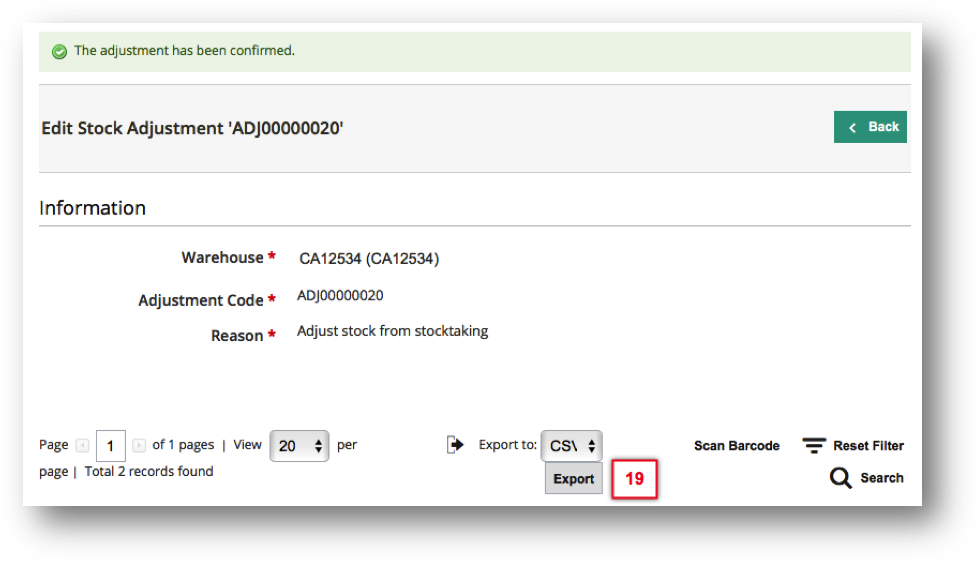 The adjustment has been confirmed.
Edit Stock Adjustment 'ADJ00000020'
Back
Information
Warehouse * CA12534 (CA12534)
Adjustment Code * ADJ00000020
Reason * Adjust stock from stocktaking
Page 1 of 1 pages | View 20 per Export to: CSV Scan Barcode Reset Filter
page | Total 2 records found Export 19 Search